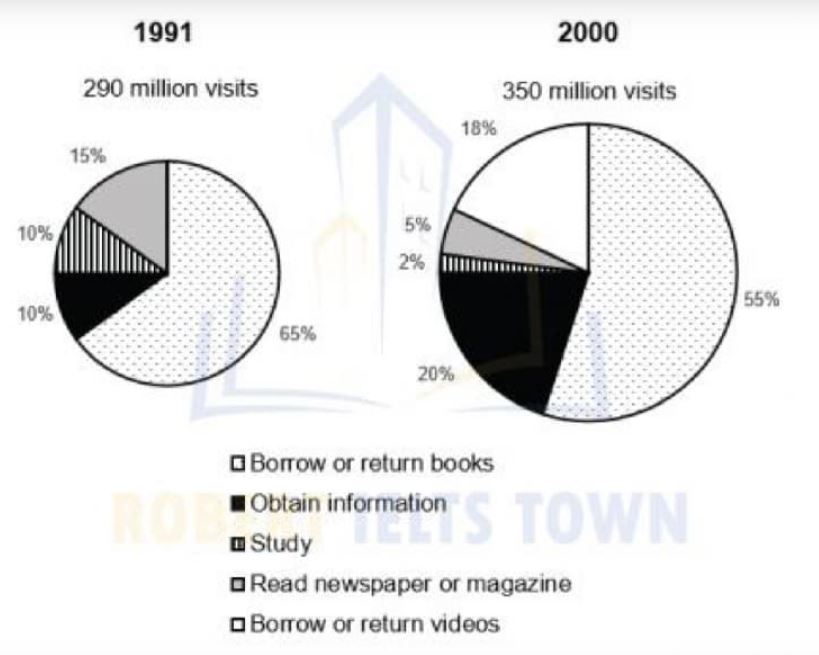 1991
290 million visits
15%
10%
10%
65%
2000
350 million visits
18%
5%
2%
20%
55%
Borrow or return books
Obtain information
Study
Read newspaper or magazine
Borrow or return videos
ROBERT IELTS TOWN